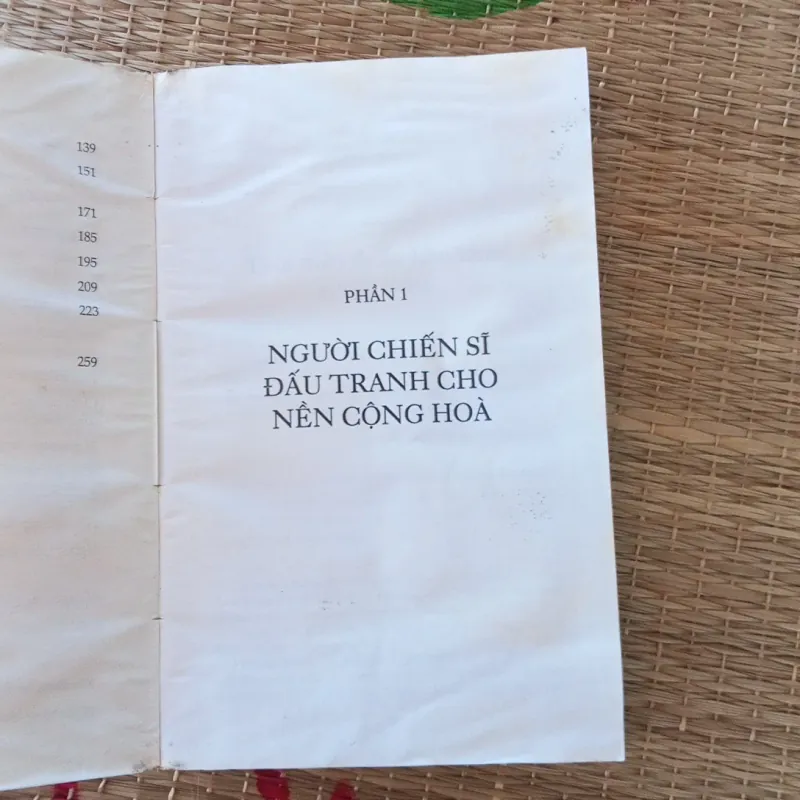 139
151
171
185
195
209
223
259
PHẦN 1
NGƯỜI CHIẾN SĨ
ĐẤU TRANH CHO
NỀN CỘNG HOÀ